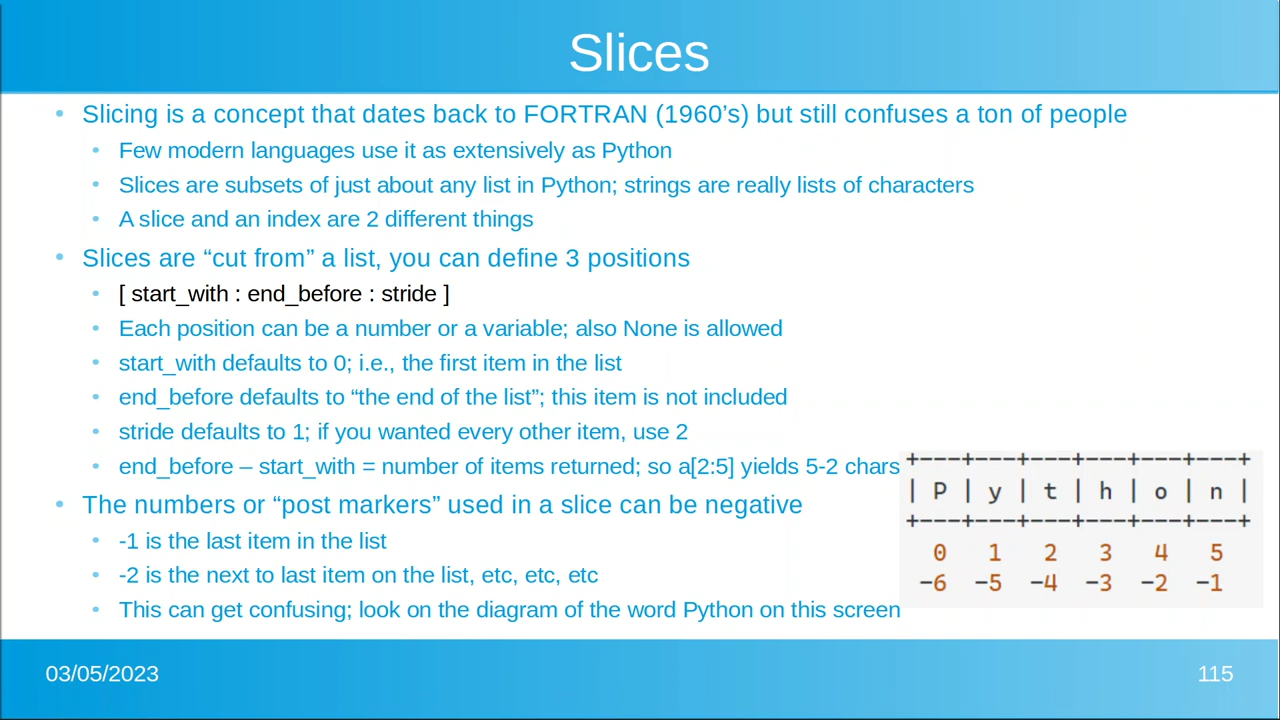 Slices
Slicing is a concept that dates back to FORTRAN (1960’s) but still confuses a ton of people
Few modern languages use it as extensively as Python
Slices are subsets of just about any list in Python; strings are really lists of characters
A slice and an index are 2 different things
Slices are “cut from” a list, you can define 3 positions
[ start_with : end_before : stride ]
Each position can be a number or a variable; also None is allowed
start_with defaults to 0; i.e., the first item in the list
end_before defaults to “the end of the list”; this item is not included
stride defaults to 1; if you wanted every other item, use 2
end_before – start_with = number of items returned; so a[2:5] yields 5-2 chars
The numbers or “post markers” used in a slice can be negative
-1 is the last item in the list
-2 is the next to last item on the list, etc, etc, etc
This can get confusing; look on the diagram of the word Python on this screen
+---+---+---+---+---+---+
| P | y | t | h | o | n |
+---+---+---+---+---+---+
0 1 2 3 4 5
-6 -5 -4 -3 -2 -1
03/05/2023
115